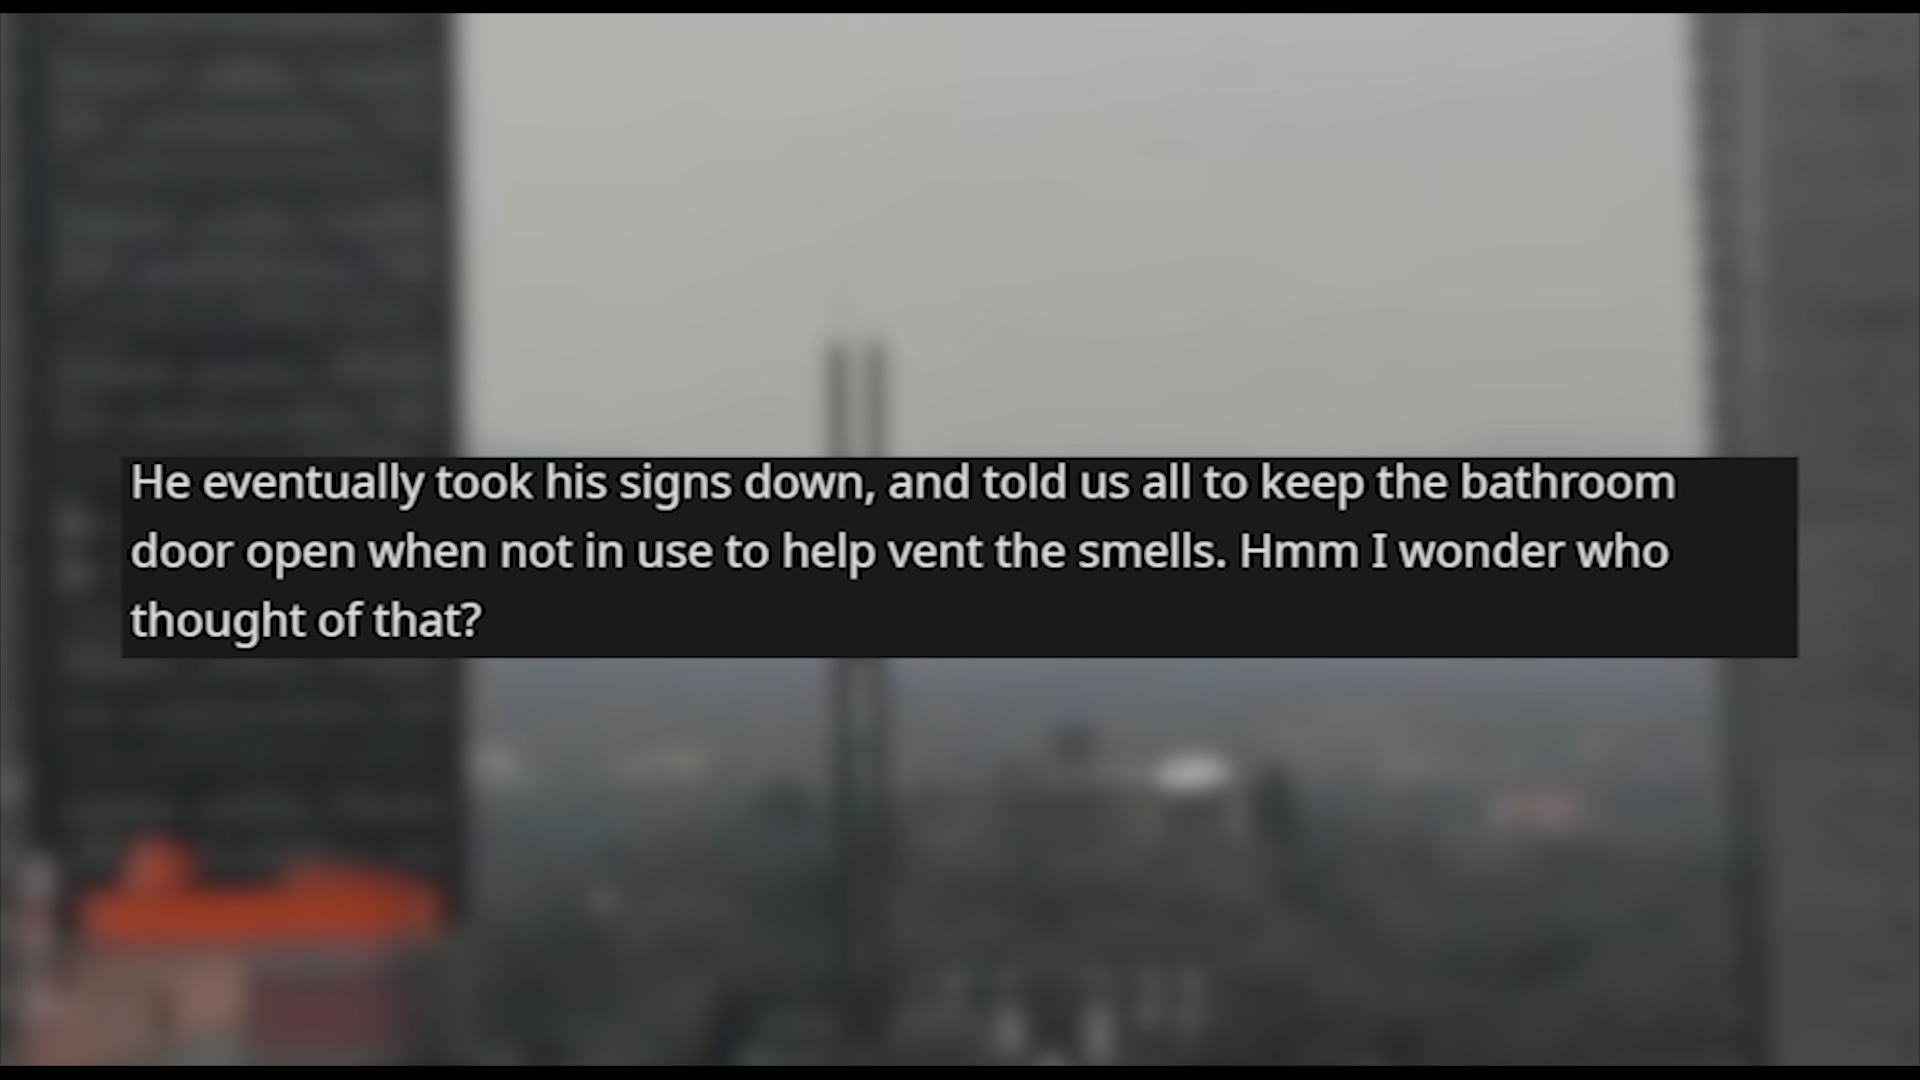 He eventually took his signs down, and told us all to keep the bathroom
door open when not in use to help vent the smells. Hmm I wonder who
thought of that?